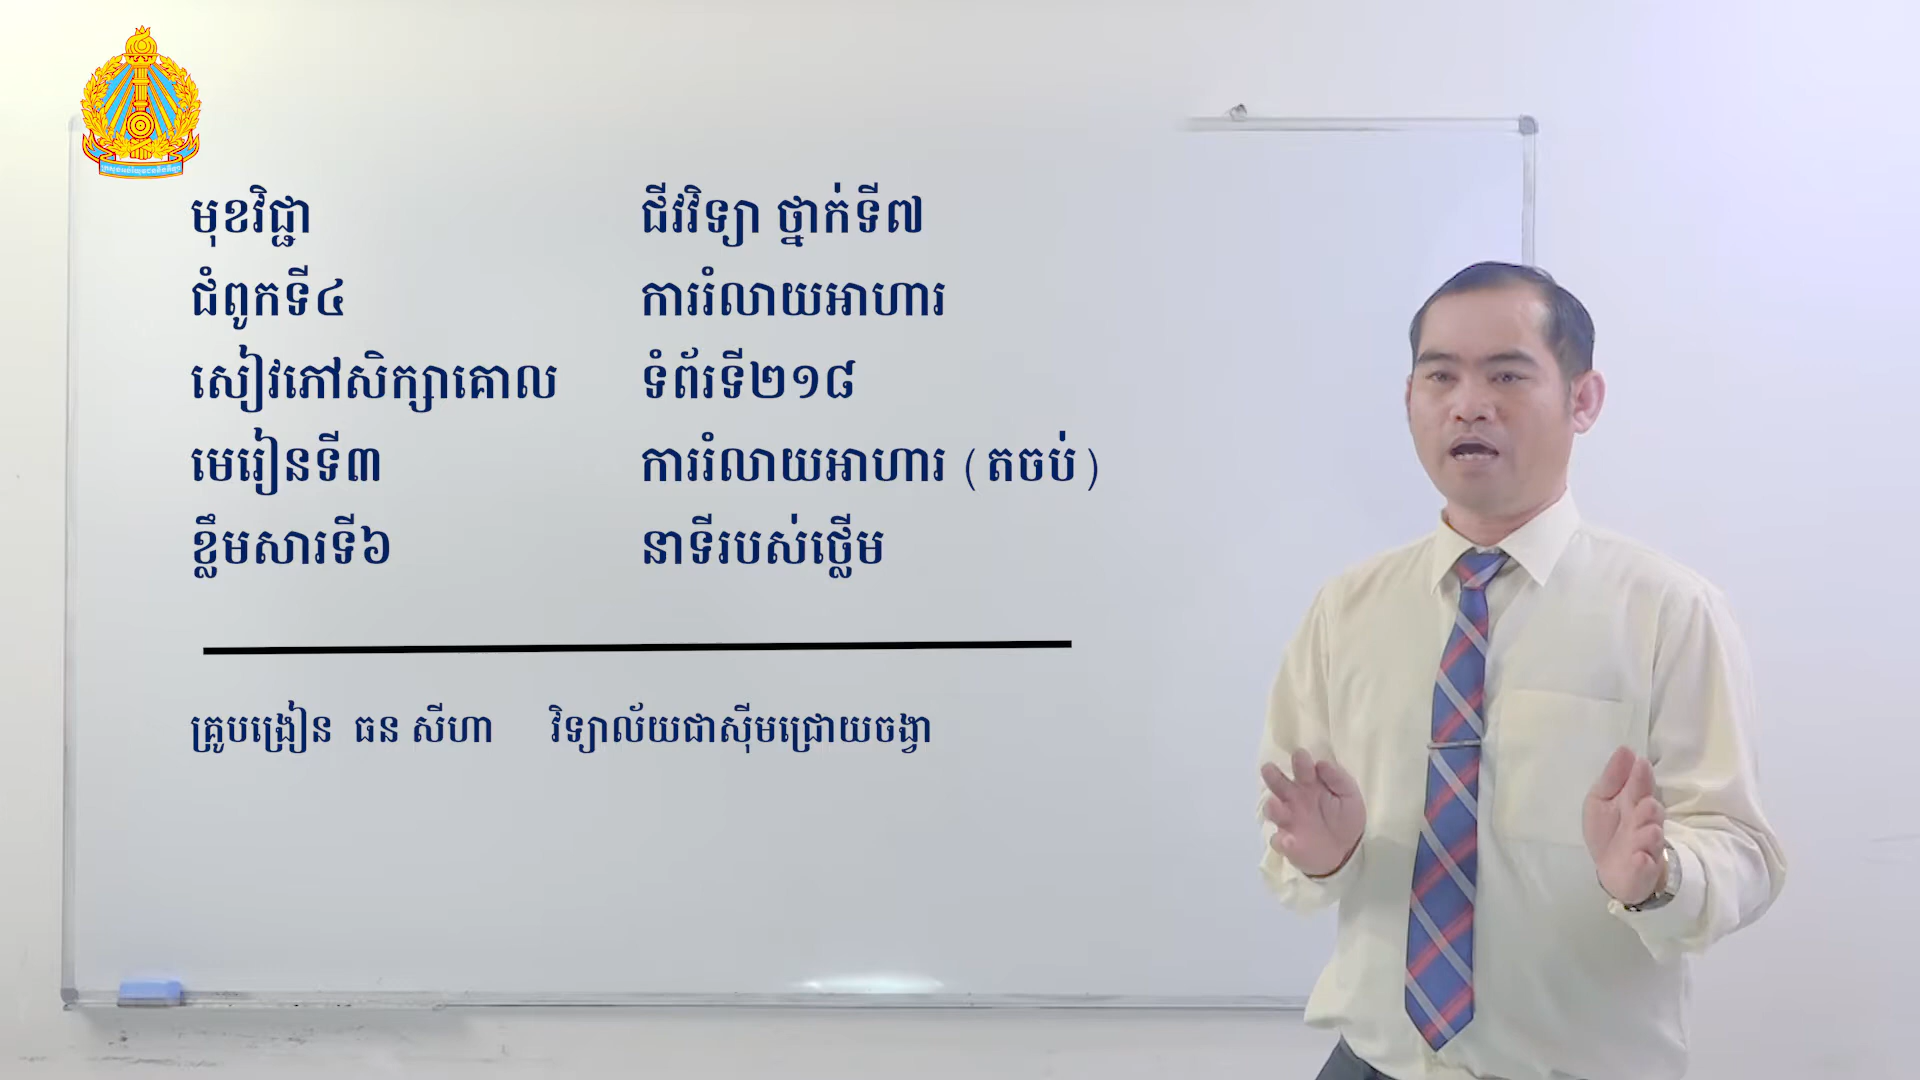 មុខវិជ្ជា ជីវវិទ្យា ថ្នាក់ទី៧
ជំពូកទី៤ ការរំលាយអាហារ
សៀវភៅសិក្សាគោល ទំព័រទី២១៨
មេរៀនទី៣ ការរំលាយអាហារ (តចប់)
ខ្លឹមសារទី៦ នាទីរបស់ថ្លើម
គ្រូបង្រៀន ធន សីហា វិទ្យាល័យជាស៊ីមជ្រោយចង្វា